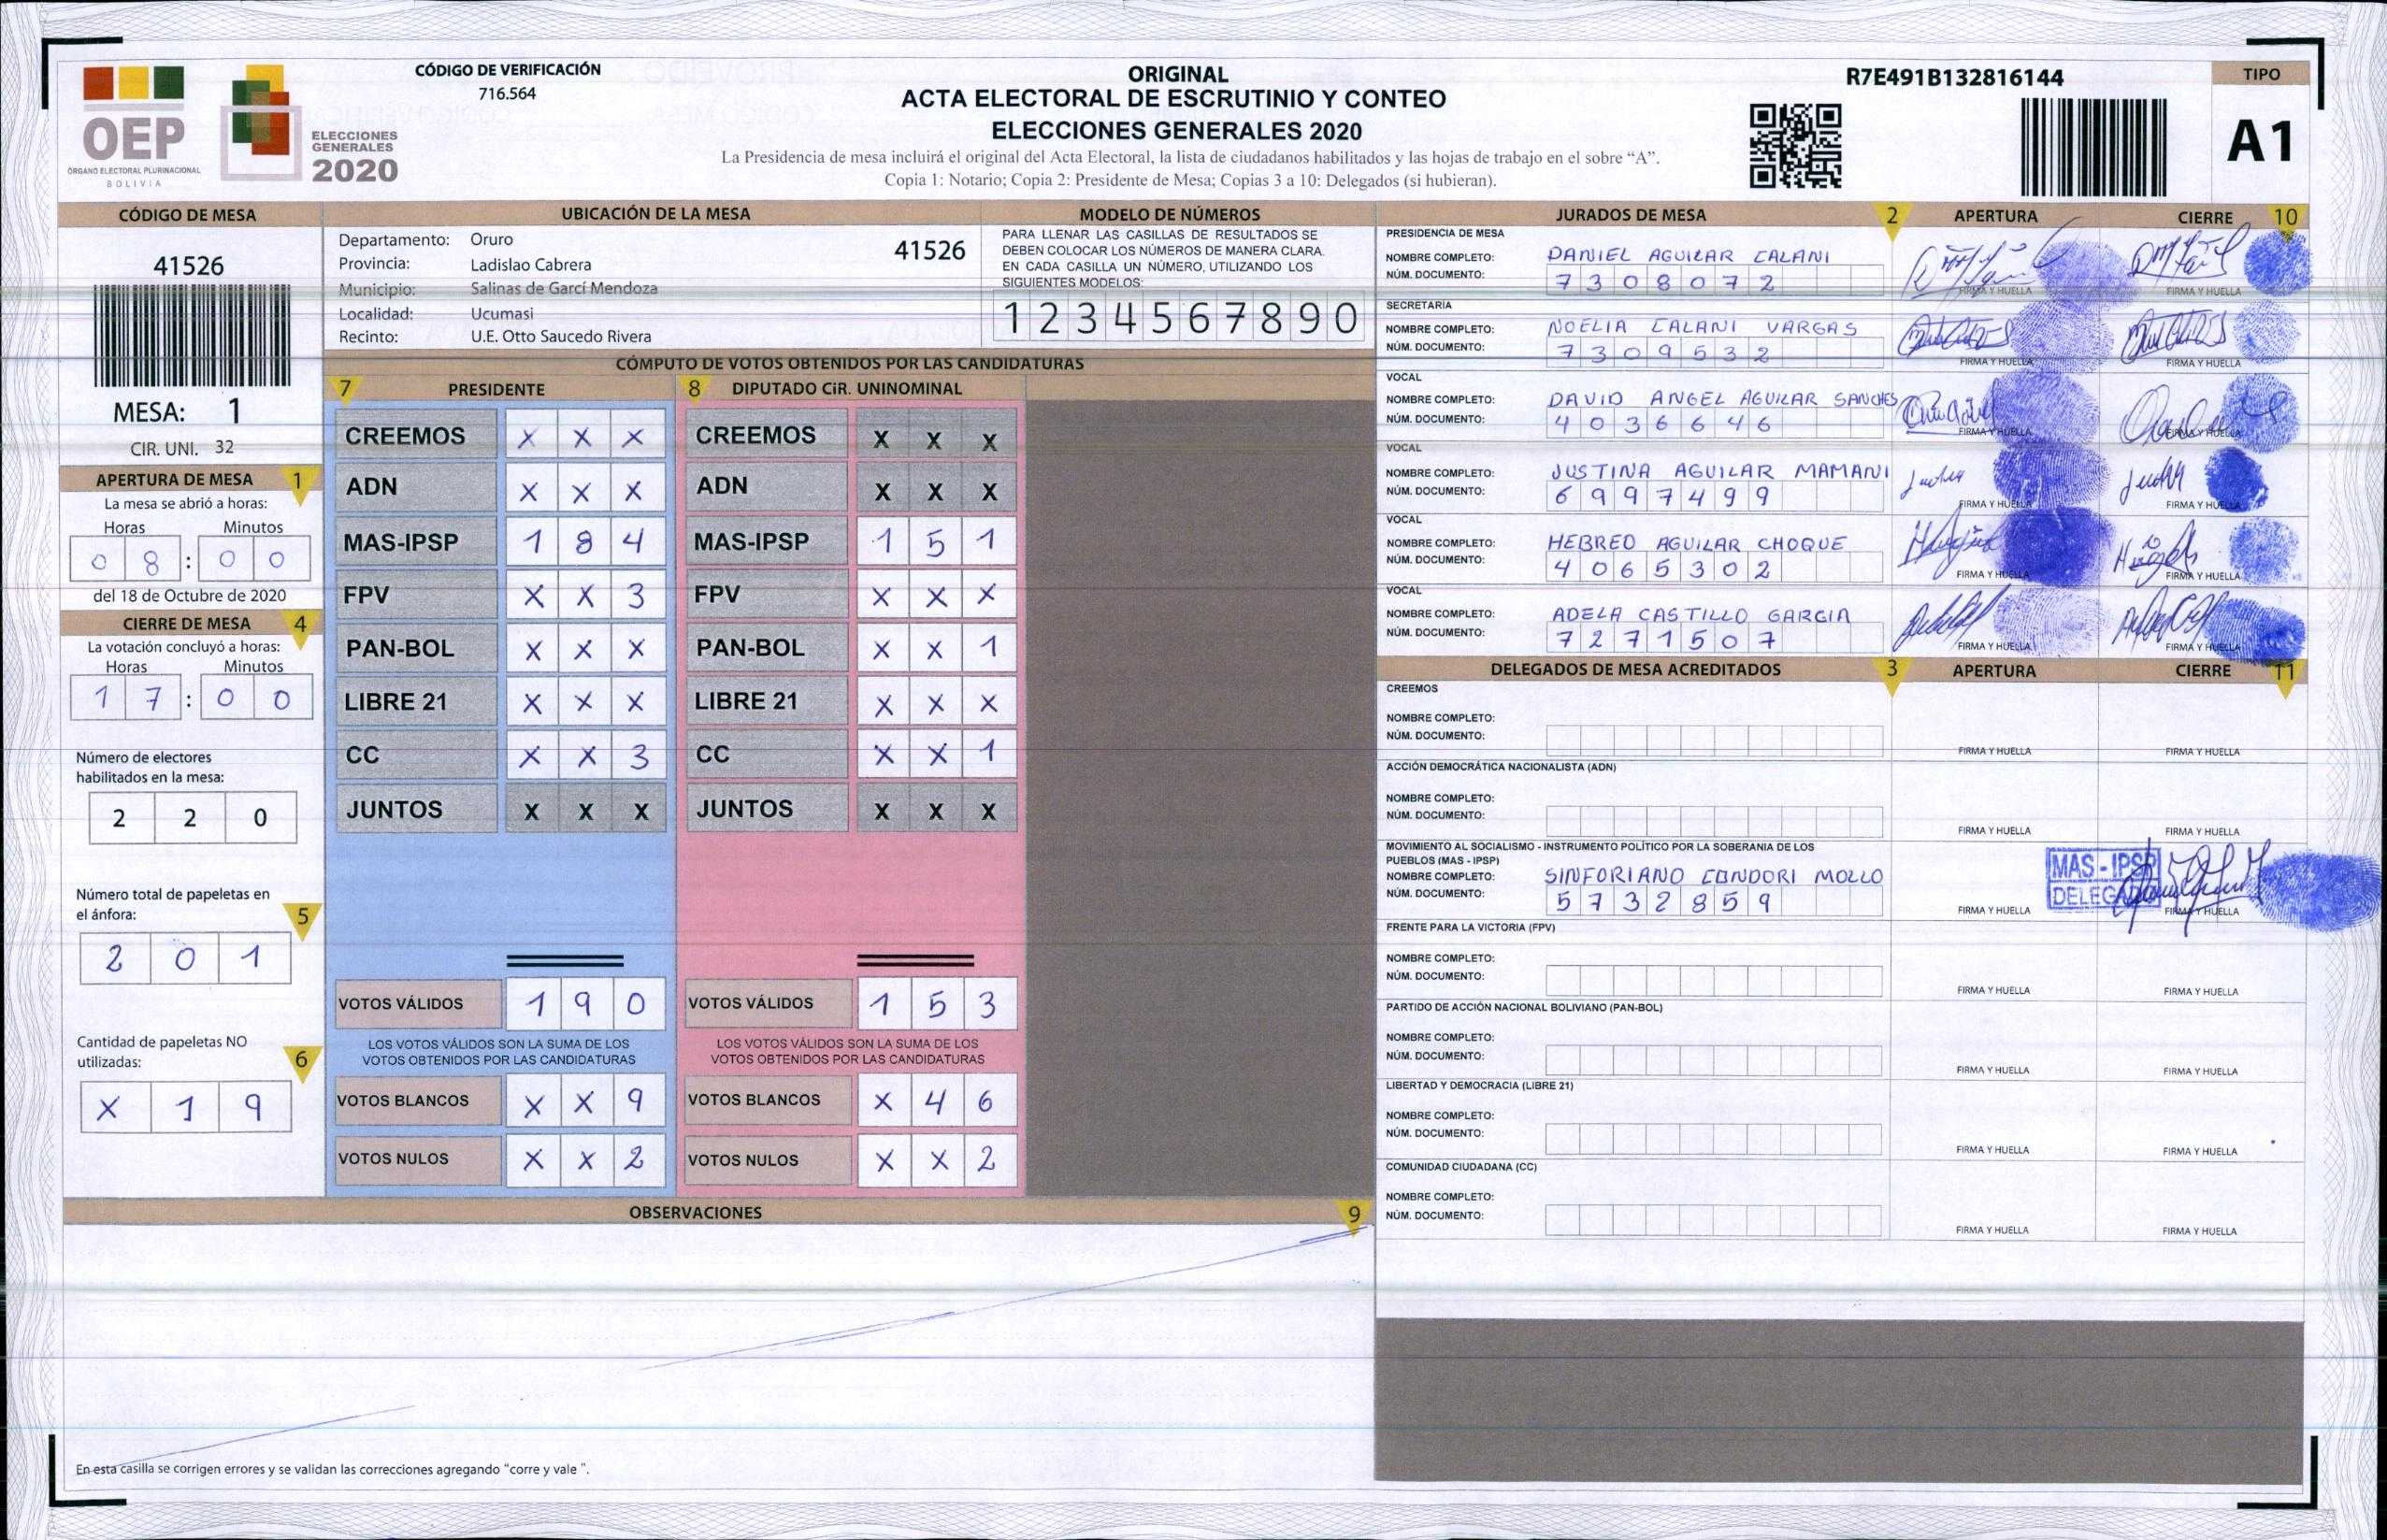 OEP
ÓRGANO ELECTORAL PLURINACIONAL
BOLIVIA
ELECCIONES
GENERALES
2020
CÓDIGO DE VERIFICACIÓN
716.564
ORIGINAL
ACTA ELECTORAL DE ESCRUTINIO Y CONTEO
ELECCIONES GENERALES 2020
La Presidencia de mesa incluirá el original del Acta Electoral, la lista de ciudadanos habilitados y las hojas de trabajo en el sobre “A”.
Copia 1: Notario; Copia 2: Presidente de Mesa; Copias 3 a 10: Delegados (si hubieran).
R7E491B132816144
TIPO
A1
CÓDIGO DE MESA
41526
MESA: 1
CIR. UNI. 32
APERTURA DE MESA 1
La mesa se abrió a horas:
Horas Minutos
0 8 : 0 0
del 18 de Octubre de 2020
CIERRE DE MESA 4
La votación concluyó a horas:
Horas Minutos
1 7 : 0 0
Número de electores
habilitados en la mesa:
2 2 0
Número total de papeletas en
el ánfora: 5
2 0 1
Cantidad de papeletas NO
utilizadas: 6
X 1 9
UBICACIÓN DE LA MESA
Departamento: Oruro 41526
Provincia: Ladislao Cabrera
Municipio: Salinas de Garcí Mendoza
Localidad: Ucumasi
Recinto: U.E. Otto Saucedo Rivera
MODELO DE NÚMEROS
PARA LLENAR LAS CASILLAS DE RESULTADOS SE
DEBEN COLOCAR LOS NÚMEROS DE MANERA CLARA.
EN CADA CASILLA UN NÚMERO, UTILIZANDO LOS
SIGUIENTES MODELOS:
1 2 3 4 5 6 7 8 9 0
CÓMPUTO DE VOTOS OBTENIDOS POR LAS CANDIDATURAS
7 PRESIDENTE
CREEMOS X X X
ADN X X X
MAS-IPSP 1 8 4
FPV X X 3
PAN-BOL X X X
LIBRE 21 X X X
CC X X 3
JUNTOS X X X
VOTOS VÁLIDOS 1 9 0
LOS VOTOS VÁLIDOS SON LA SUMA DE LOS
VOTOS OBTENIDOS POR LAS CANDIDATURAS
VOTOS BLANCOS X X 9
VOTOS NULOS X X 2
8 DIPUTADO CIR. UNINOMINAL
CREEMOS X X X
ADN X X X
MAS-IPSP 1 5 1
FPV X X X
PAN-BOL X X 1
LIBRE 21 X X X
CC X X 1
JUNTOS X X X
VOTOS VÁLIDOS 1 5 3
LOS VOTOS VÁLIDOS SON LA SUMA DE LOS
VOTOS OBTENIDOS POR LAS CANDIDATURAS
VOTOS BLANCOS X 4 6
VOTOS NULOS X X 2
OBSERVACIONES 9
En esta casilla se corrigen errores y se validan las correcciones agregando “corre y vale ”.
JURADOS DE MESA 2 APERTURA CIERRE 10
PRESIDENCIA DE MESA
NOMBRE COMPLETO: DANIEL AGUILAR CALANI
NÚM. DOCUMENTO: 7 3 0 8 0 7 2
FIRMA Y HUELLA FIRMA Y HUELLA
SECRETARIA
NOMBRE COMPLETO: NOELIA CALANI VARGAS
NÚM. DOCUMENTO: 7 3 0 9 5 3 2
FIRMA Y HUELLA FIRMA Y HUELLA
VOCAL
NOMBRE COMPLETO: DAVID ANGEL AGUILAR SANCHES
NÚM. DOCUMENTO: 4 0 3 6 6 4 6
FIRMA Y HUELLA FIRMA Y HUELLA
VOCAL
NOMBRE COMPLETO: JUSTINA AGUILAR MAMANI
NÚM. DOCUMENTO: 6 9 9 7 4 9 9
FIRMA Y HUELLA FIRMA Y HUELLA
VOCAL
NOMBRE COMPLETO: HEBREO AGUILAR CHOQUE
NÚM. DOCUMENTO: 4 0 6 5 3 0 2
FIRMA Y HUELLA FIRMA Y HUELLA
VOCAL
NOMBRE COMPLETO: ADELA CASTILLO GARCIA
NÚM. DOCUMENTO: 7 2 7 1 5 0 7
FIRMA Y HUELLA FIRMA Y HUELLA
DELEGADOS DE MESA ACREDITADOS 3 APERTURA CIERRE 11
CREEMOS
NOMBRE COMPLETO:
NÚM. DOCUMENTO:
FIRMA Y HUELLA FIRMA Y HUELLA
ACCIÓN DEMOCRÁTICA NACIONALISTA (ADN)
NOMBRE COMPLETO:
NÚM. DOCUMENTO:
FIRMA Y HUELLA FIRMA Y HUELLA
MOVIMIENTO AL SOCIALISMO - INSTRUMENTO POLÍTICO POR LA SOBERANIA DE LOS
PUEBLOS (MAS - IPSP)
NOMBRE COMPLETO: SINFORIANO CONDORI MOLLO
NÚM. DOCUMENTO: 5 7 3 2 8 5 9
MAS - IPSP
DELEGADO
FIRMA Y HUELLA FIRMA Y HUELLA
FRENTE PARA LA VICTORIA (FPV)
NOMBRE COMPLETO:
NÚM. DOCUMENTO:
FIRMA Y HUELLA FIRMA Y HUELLA
PARTIDO DE ACCIÓN NACIONAL BOLIVIANO (PAN-BOL)
NOMBRE COMPLETO:
NÚM. DOCUMENTO:
FIRMA Y HUELLA FIRMA Y HUELLA
LIBERTAD Y DEMOCRACIA (LIBRE 21)
NOMBRE COMPLETO:
NÚM. DOCUMENTO:
FIRMA Y HUELLA FIRMA Y HUELLA
COMUNIDAD CIUDADANA (CC)
NOMBRE COMPLETO:
NÚM. DOCUMENTO:
FIRMA Y HUELLA FIRMA Y HUELLA